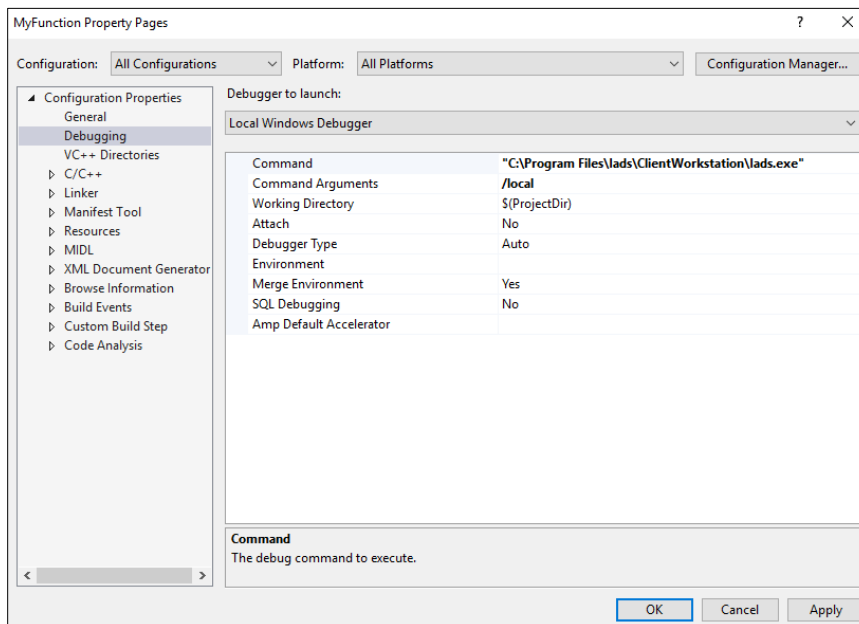 MyFunction Property Pages
? ×
Configuration: All Configurations Platform: All Platforms Configuration Manager...
Configuration Properties
General
Debugging
VC++ Directories
C/C++
Linker
Manifest Tool
Resources
MIDL
XML Document Generator
Browse Information
Build Events
Custom Build Step
Code Analysis
Debugger to launch:
Local Windows Debugger
Command "C:\Program Files\Iads\ClientWorkstation\Iads.exe"
Command Arguments /local
Working Directory $(ProjectDir)
Attach No
Debugger Type Auto
Environment
Merge Environment Yes
SQL Debugging No
Amp Default Accelerator
Command
The debug command to execute.
OK Cancel Apply